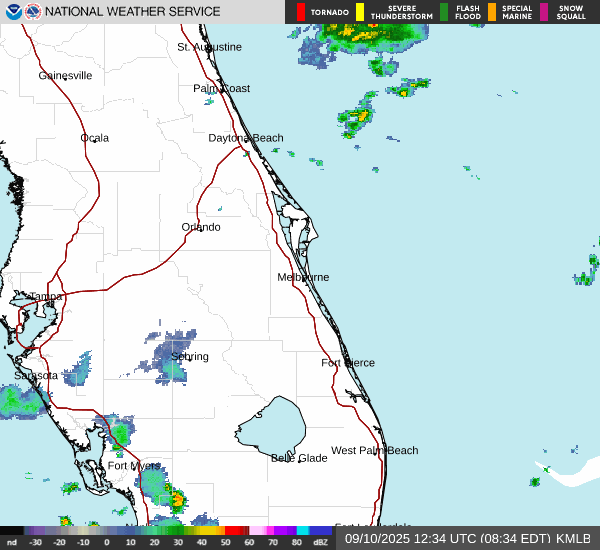 NATIONAL WEATHER SERVICE
TORNADO
SEVERE THUNDERSTORM
FLASH FLOOD
SPECIAL MARINE
SNOW SQUALL
St. Augustine
Gainesville
Palm Coast
Ocala
Daytona Beach
Orlando
Melbourne
Tampa
Sebring
Fort Pierce
Sarasota
West Palm Beach
Belle Glade
Fort Myers
nd -30 -20 -10 0 10 20 30 40 50 60 70 80 dBZ
09/10/2025 12:34 UTC (08:34 EDT) KMLB